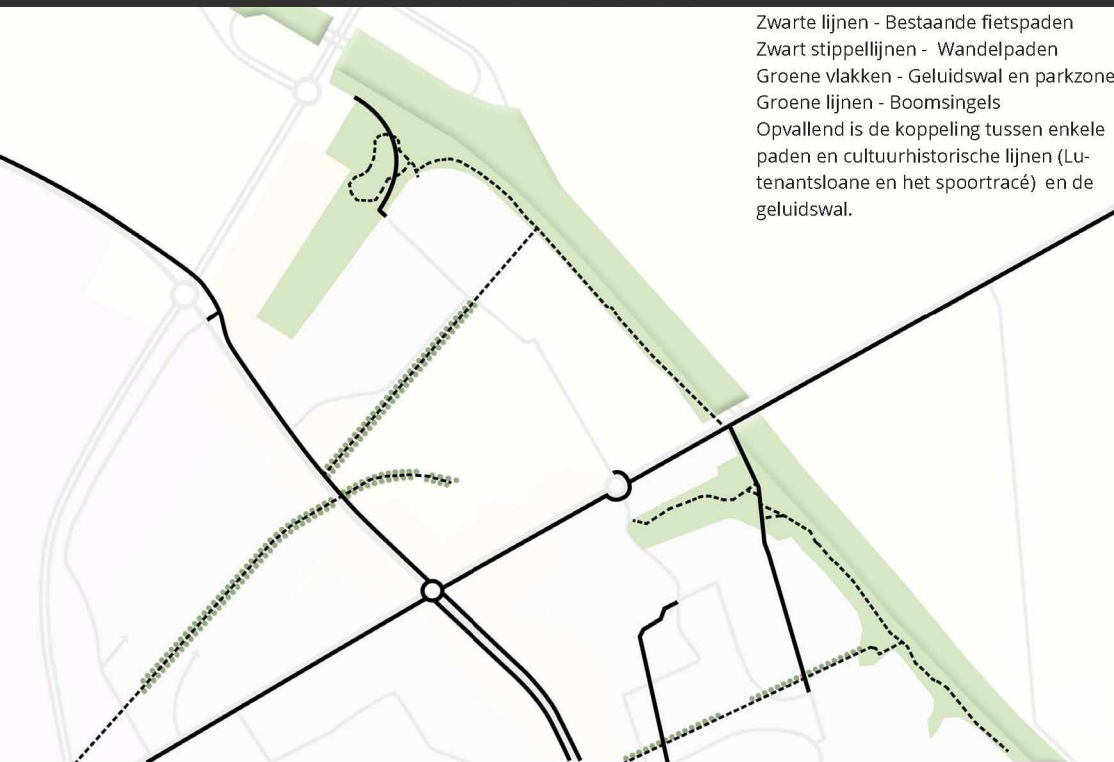 Zwarte lijnen - Bestaande fietspaden
Zwart stippellijnen -  Wandelpaden
Groene vlakken - Geluidswal en parkzone
Groene lijnen - Boomsingels
Opvallend is de koppeling tussen enkele
paden en cultuurhistorische lijnen (Lu-
tenantsloane en het spoortracé)  en de
geluidswal.